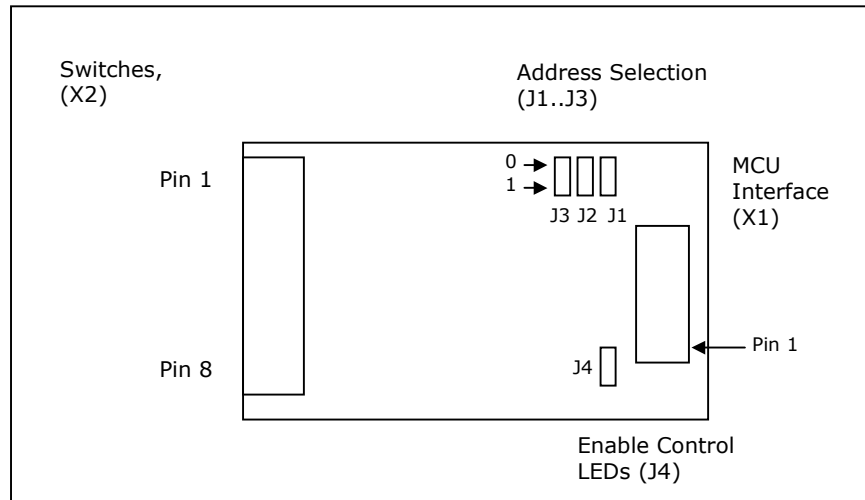 Switches,
(X2)
Address Selection
(J1..J3)
0
1
MCU
Interface
(X1)
Pin 1
J3 J2 J1
Pin 1
J4
Pin 8
Enable Control
LEDs (J4)